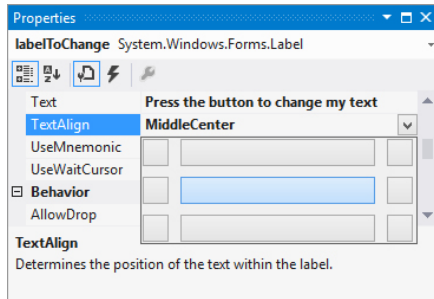 Properties
labelToChange System.Windows.Forms.Label
Text Press the button to change my text
TextAlign MiddleCenter
UseMnemonic
UseWaitCursor
Behavior
AllowDrop
TextAlign
Determines the position of the text within the label.